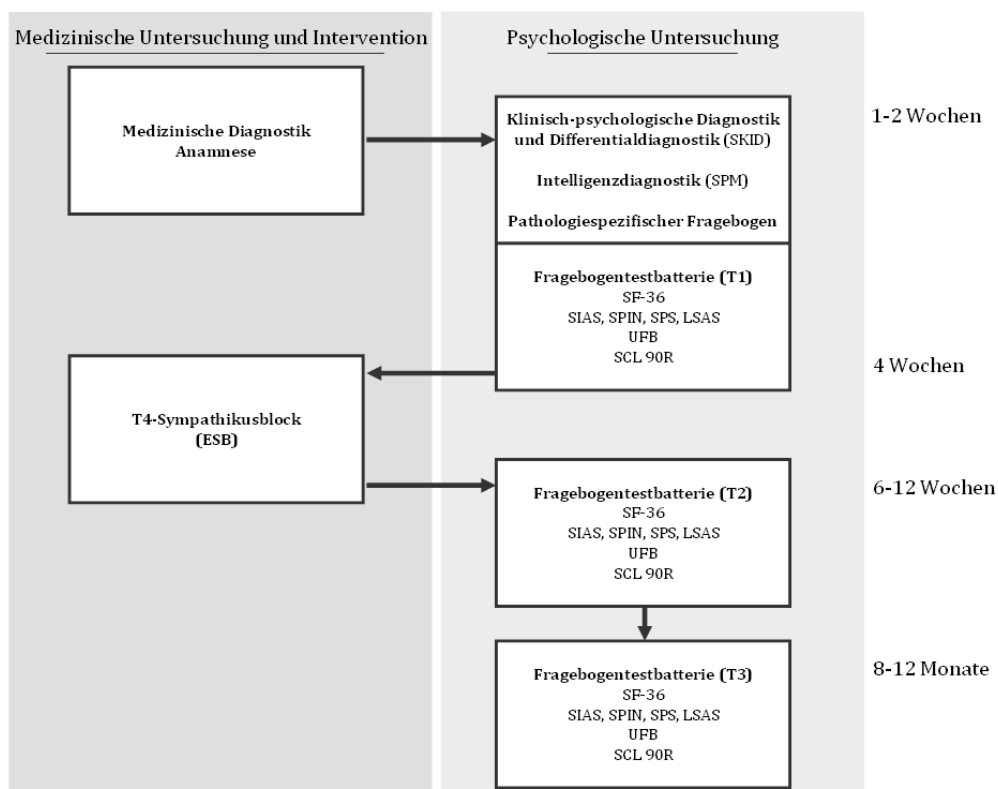 Medizinische Untersuchung und Intervention
Psychologische Untersuchung
Medizinische Diagnostik
Anamnese
Klinisch-psychologische Diagnostik
und Differentialdiagnostik (SKID)
Intelligenzdiagnostik (SPM)
Pathologiespezifischer Fragebogen
1-2 Wochen
Fragebogentestbatterie (T1)
SF-36
SIAS, SPIN, SPS, LSAS
UFB
SCL 90R
4 Wochen
T4-Sympathikusblock
(ESB)
Fragebogentestbatterie (T2)
SF-36
SIAS, SPIN, SPS, LSAS
UFB
SCL 90R
6-12 Wochen
Fragebogentestbatterie (T3)
SF-36
SIAS, SPIN, SPS, LSAS
UFB
SCL 90R
8-12 Monate